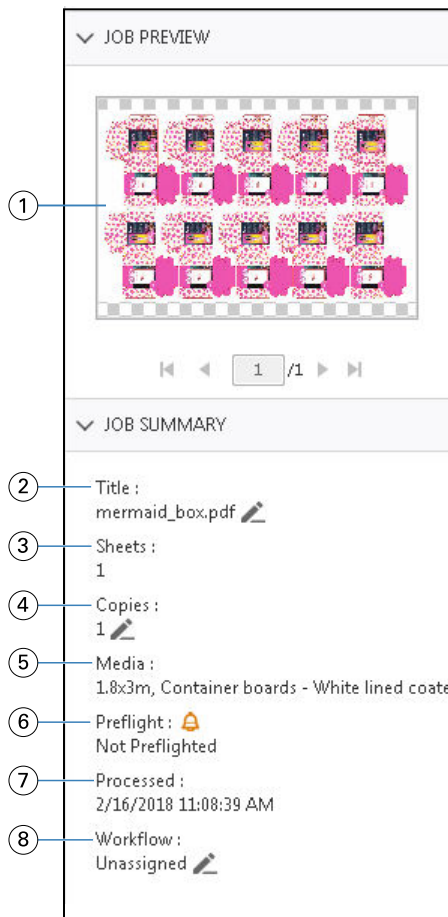 JOB PREVIEW
1
1 /1
JOB SUMMARY
2
Title :
mermaid_box.pdf
3
Sheets :
1
4
Copies :
1
5
Media :
1.8x3m, Container boards - White lined coate
6
Preflight :
Not Preflighted
7
Processed :
2/16/2018 11:08:39 AM
8
Workflow :
Unassigned